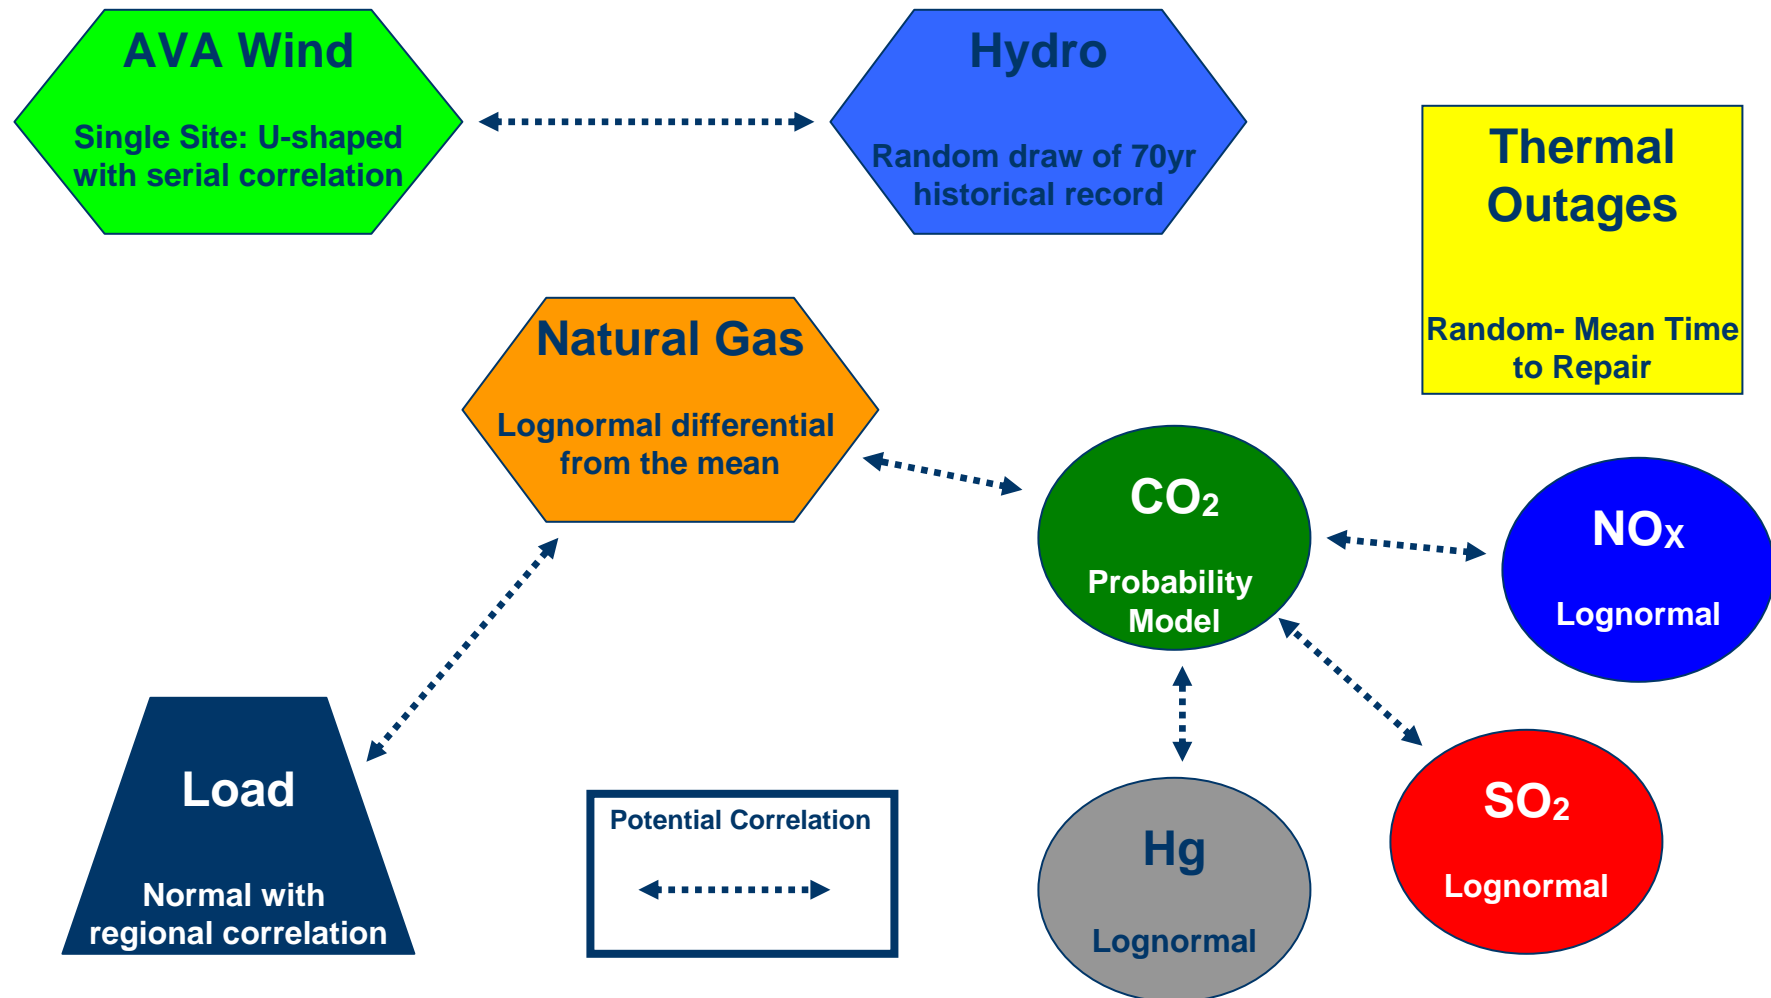 AVA Wind
Single Site: U-shaped
with serial correlation
Hydro
Random draw of 70yr
historical record
Thermal
Outages
Random- Mean Time
to Repair
Natural Gas
Lognormal differential
from the mean
CO₂
Probability
Model
NOX
Lognormal
Load
Normal with
regional correlation
Potential Correlation
Hg
Lognormal
SO₂
Lognormal